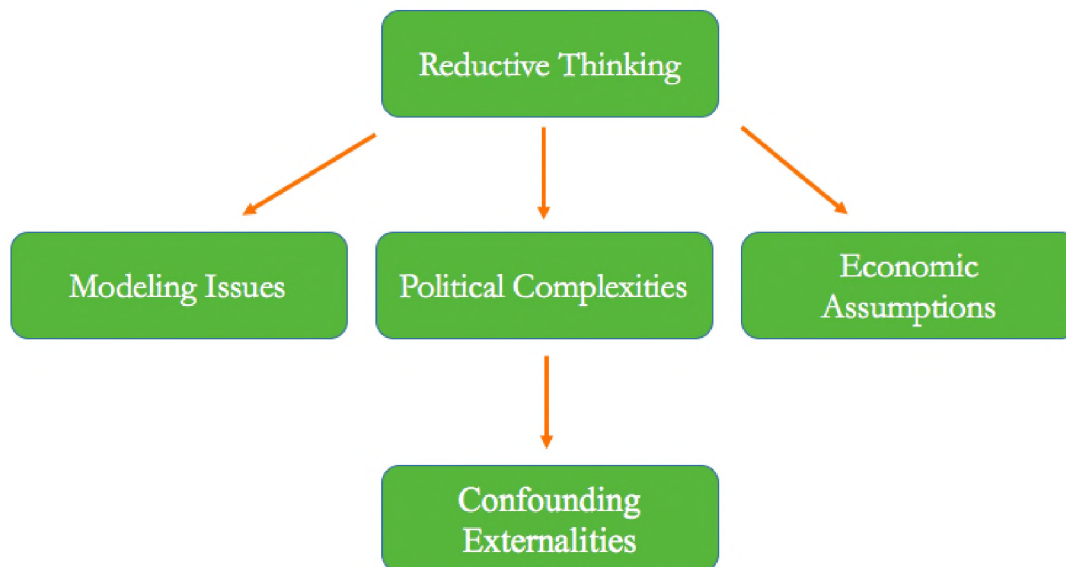 Reductive Thinking
Modeling Issues
Political Complexities
Economic
Assumptions
Confounding
Externalities